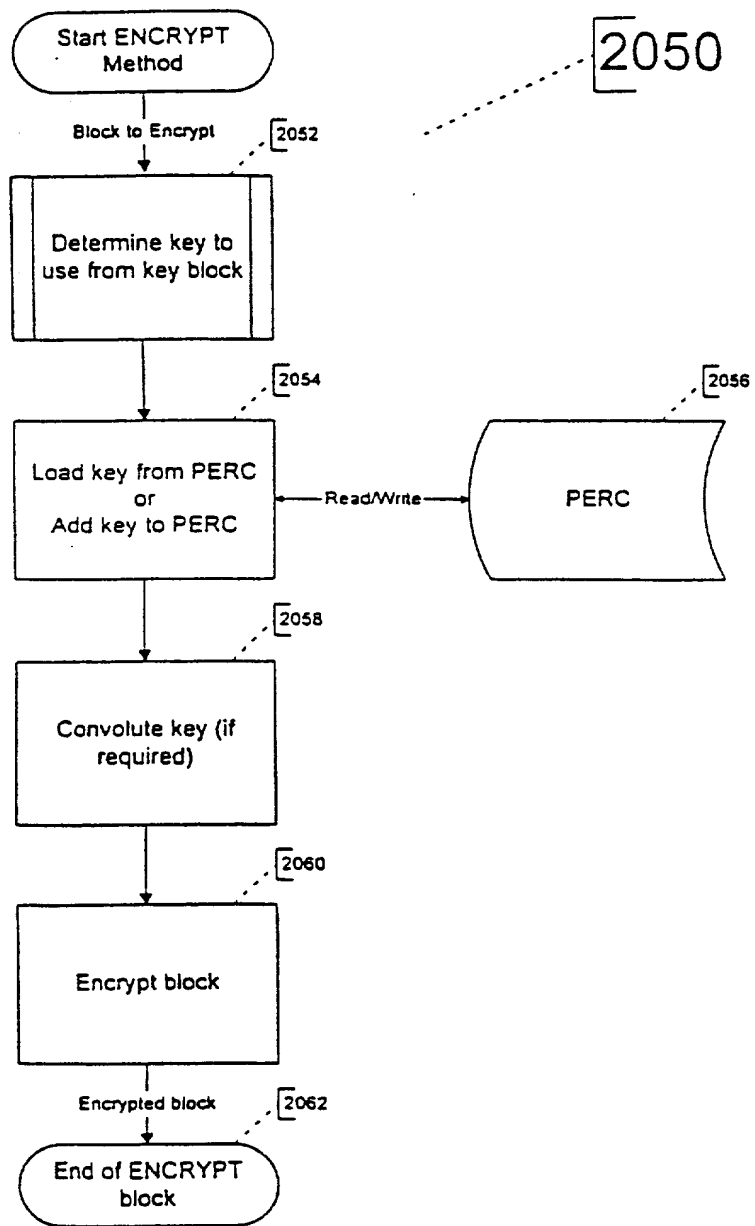 Start ENCRYPT
Method
2050
Block to Encrypt
2052
Determine key to
use from key block
2054
2056
Load key from PERC
or
Add key to PERC
Read/Write
PERC
2058
Convolute key (if
required)
2060
Encrypt block
Encrypted block
2062
End of ENCRYPT
block